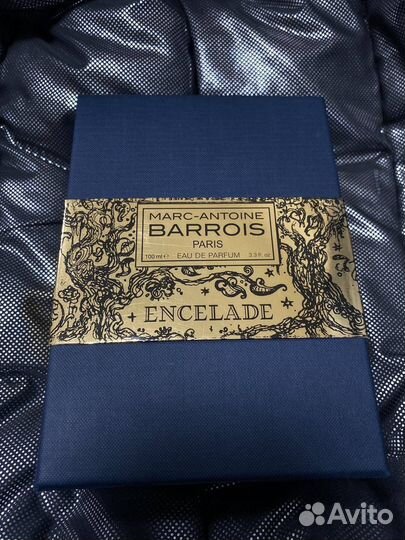 MARC-ANTOINE
BARROIS
PARIS
100 ml e EAU DE PARFUM 3.3 fl. oz
ENCELADE
Avito